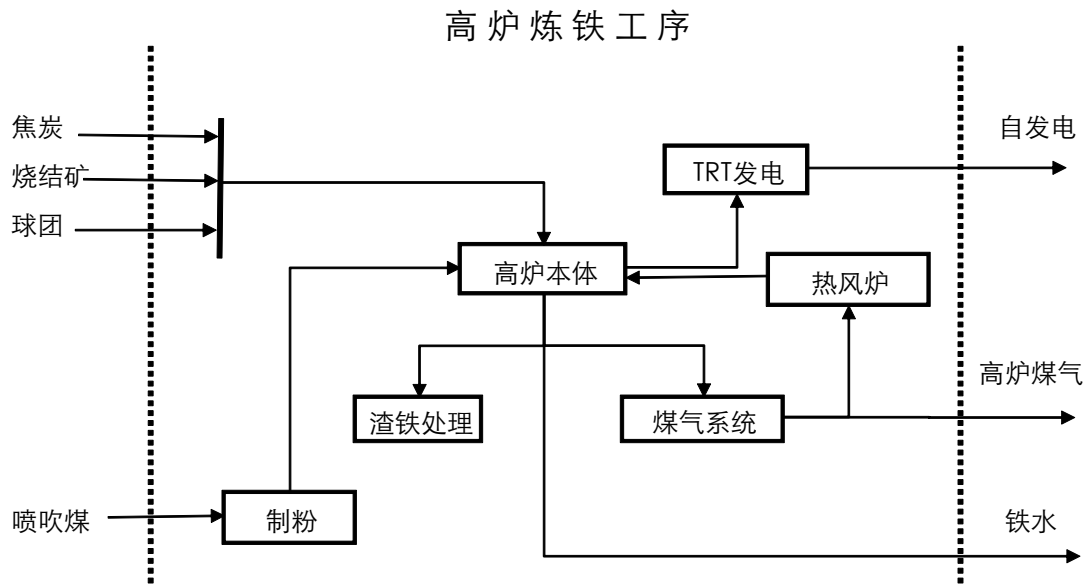 高炉炼铁工序
焦炭
自发电
烧结矿
TRT发电
球团
高炉本体
热风炉
高炉煤气
渣铁处理
煤气系统
喷吹煤
制粉
铁水